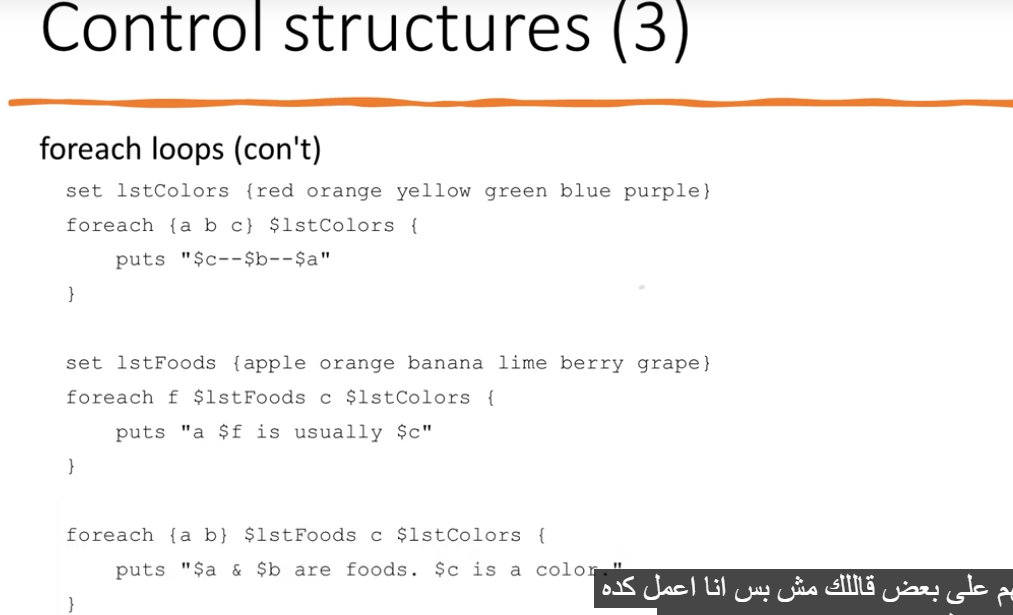 Control structures (3)
foreach loops (con't)
set lstColors {red orange yellow green blue purple}
foreach {a b c} $lstColors {
puts "$c--$b--$a"
}
set lstFoods {apple orange banana lime berry grape}
foreach f $lstFoods c $lstColors {
puts "a $f is usually $c"
}
foreach {a b} $lstFoods c $lstColors {
puts "$a & $b are foods. $c is a color."
}
علي بعض قاللك مش بس انا اعمل كده